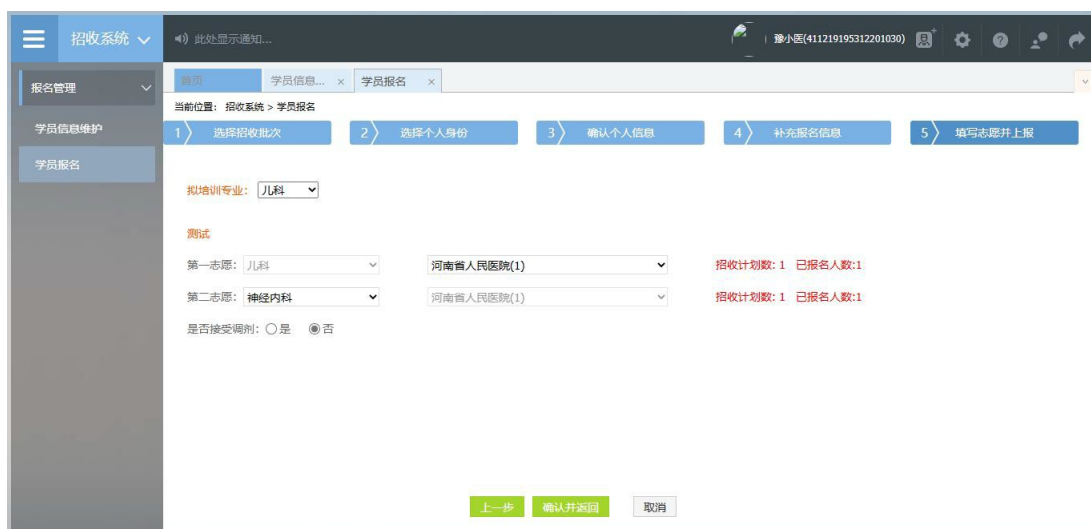 招收系统
此处显示通知...
豫小医(411219195312201030)
报名管理
首页 学员信息... × 学员报名 ×
当前位置: 招收系统 > 学员报名
学员信息维护
学员报名
1 选择招收批次 2 选择个人身份 3 确认个人信息 4 补充报名信息 5 填写志愿并上报
拟培训专业: 儿科
测试
第一志愿: 儿科 河南省人民医院(1) 招收计划数: 1 已报名人数:1
第二志愿: 神经内科 河南省人民医院(1) 招收计划数: 1 已报名人数:1
是否接受调剂: 是 否
上一步 确认并返回 取消